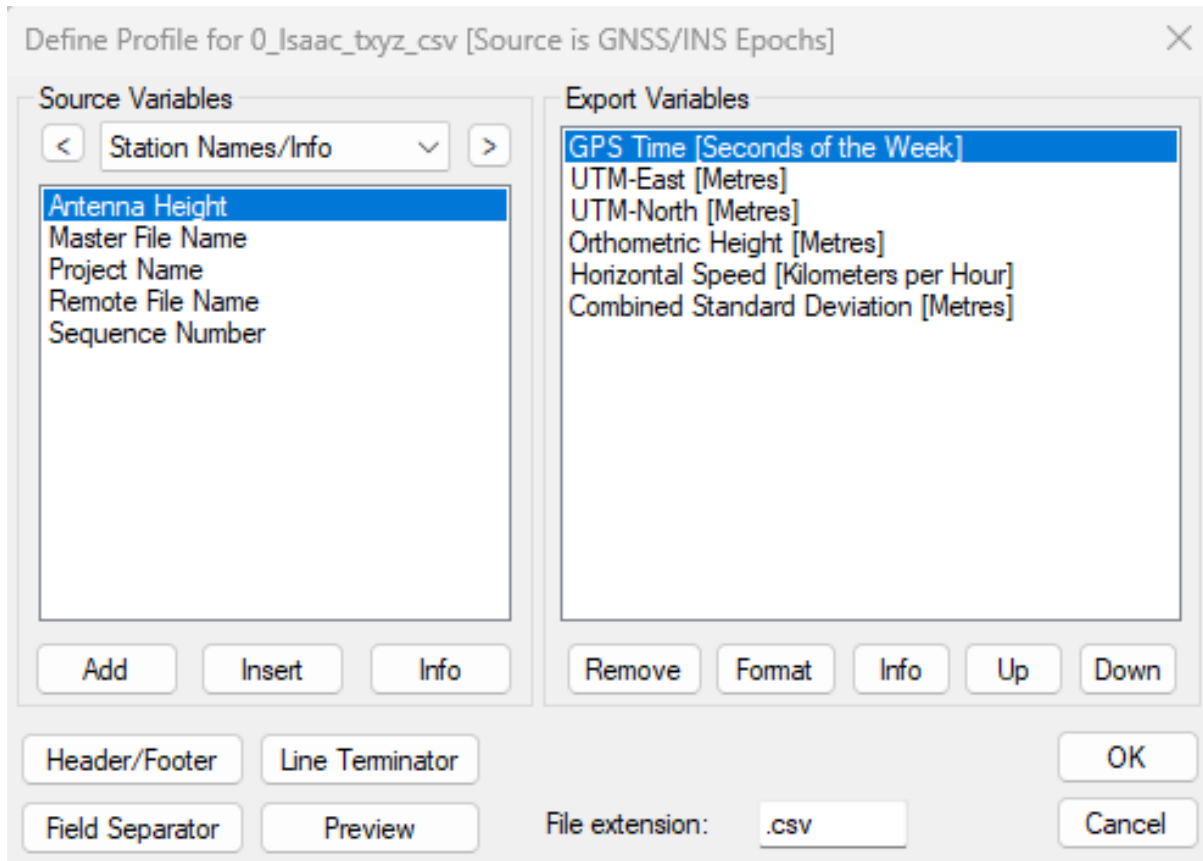 Define Profile for 0_Isaac_txyz_csv [Source is GNSS/INS Epochs]
Source Variables
< Station Names/Info >
Antenna Height
Master File Name
Project Name
Remote File Name
Sequence Number
Add Insert Info
Export Variables
GPS Time [Seconds of the Week]
UTM-East [Metres]
UTM-North [Metres]
Orthometric Height [Metres]
Horizontal Speed [Kilometers per Hour]
Combined Standard Deviation [Metres]
Remove Format Info Up Down
Header/Footer Line Terminator OK
Field Separator Preview File extension: .csv Cancel